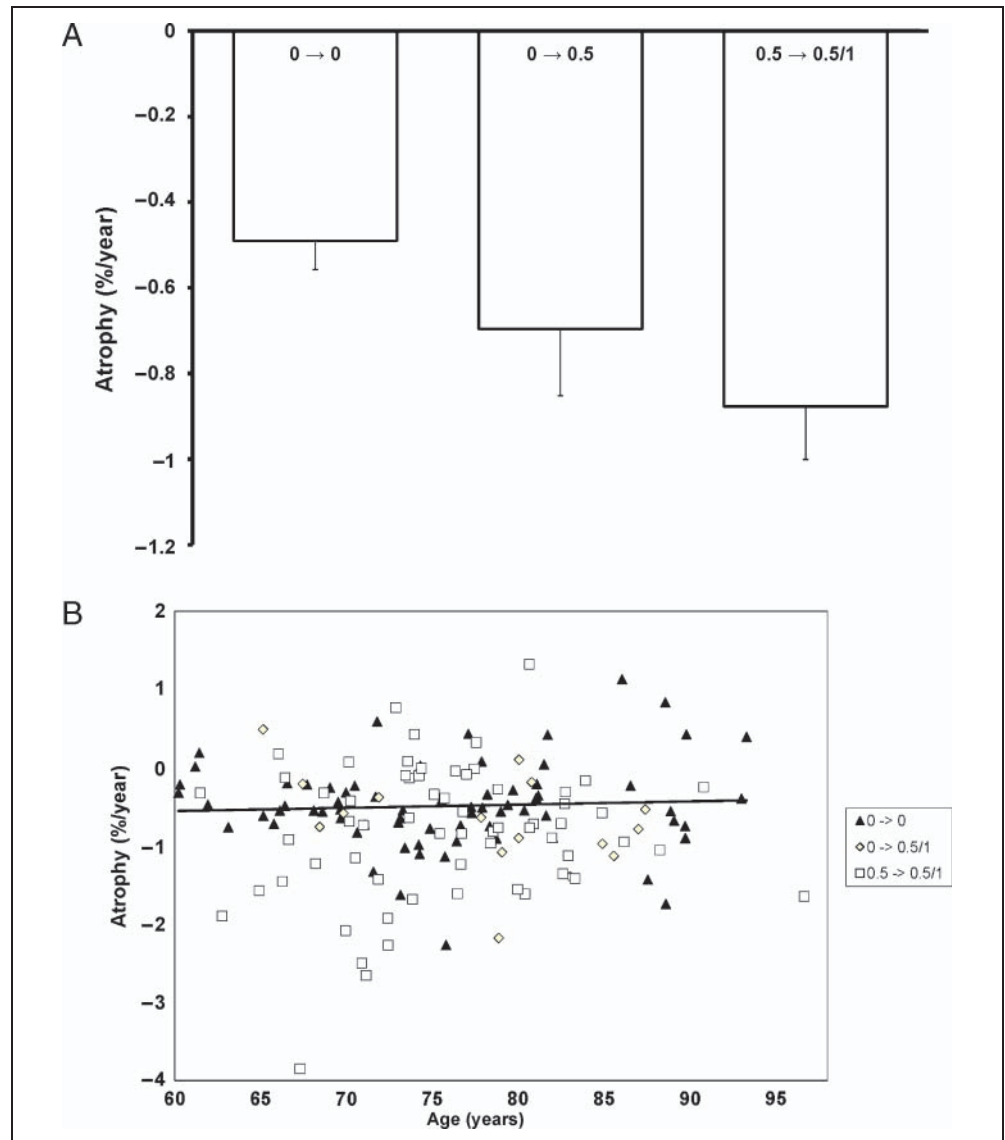 A
0
0 → 0
0 → 0.5
0.5 → 0.5/1
−0.2
−0.4
−0.6
−0.8
−1
−1.2
Atrophy (%/year)
B
2
1
0
−1
−2
−3
−4
Atrophy (%/year)
60
65
70
75
80
85
90
95
Age (years)
0 -> 0
0 -> 0.5/1
0.5 -> 0.5/1